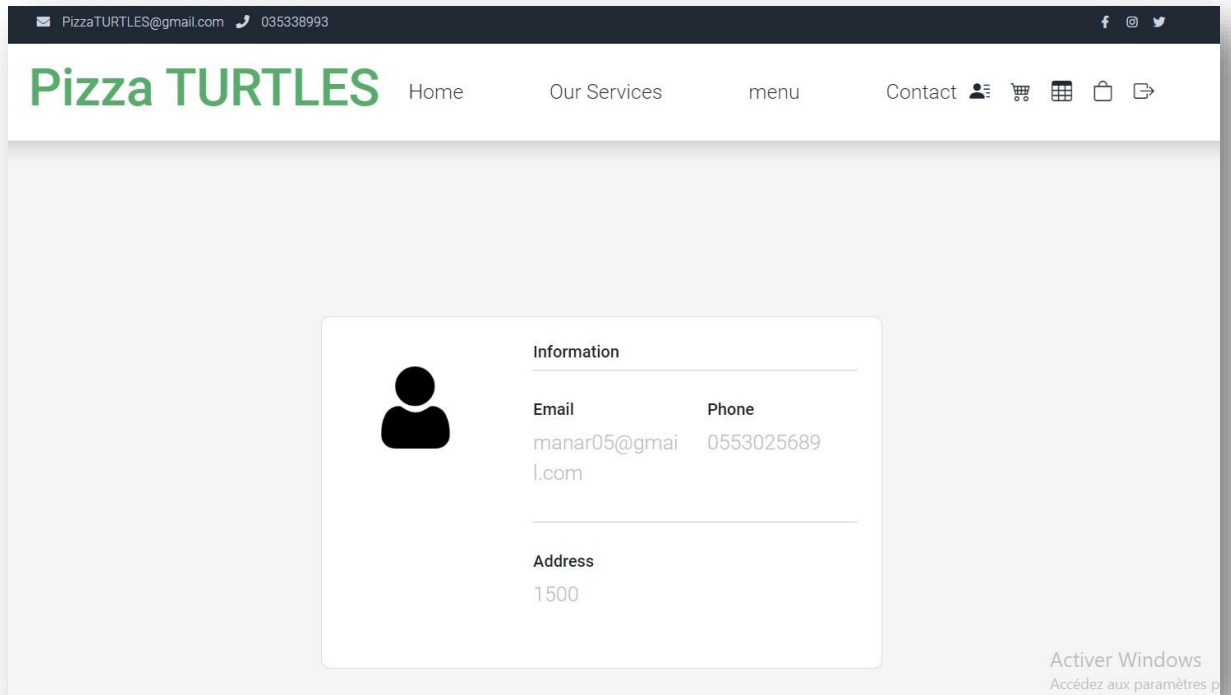 PizzaTURTLES@gmail.com 035338993
Pizza TURTLES Home Our Services menu Contact
Information
Email Phone
manar05@gmai 0553025689
l.com
Address
1500
Activer Windows
Accédez aux paramètres p